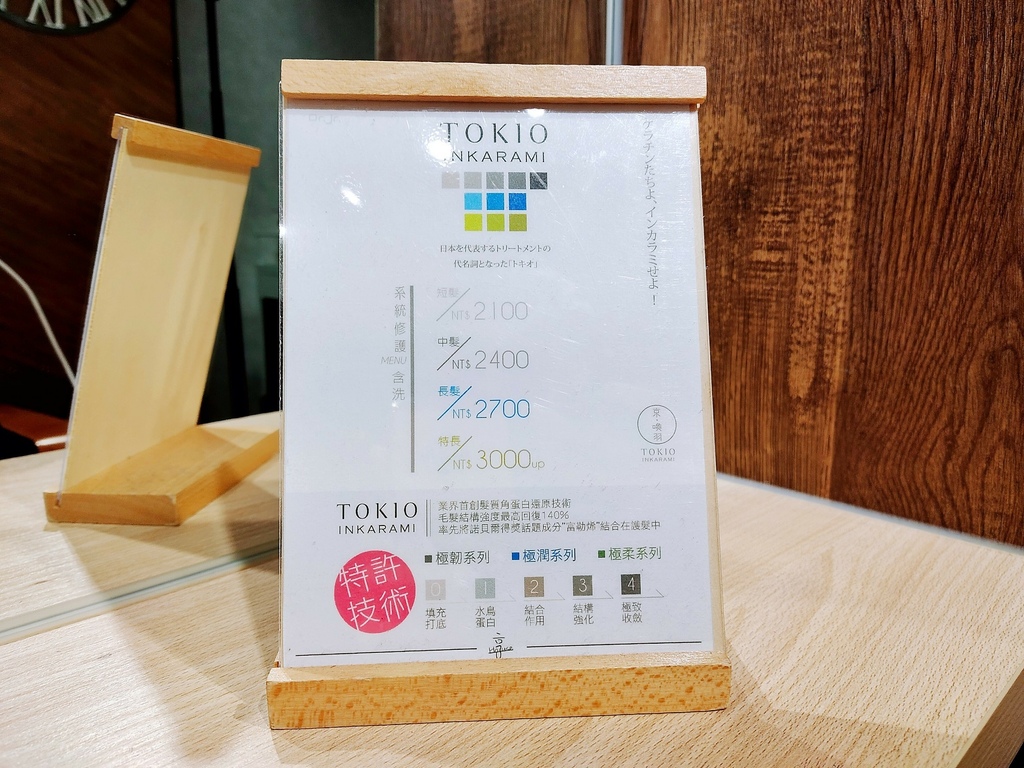 TOKIO
INKARAMI
日本を代表するトリートメントの
代名詞となった「トキオ」
ケラチンたちよ、インカラミせよ！
系統修護 MENU 含洗
短髮/NT$ 2100
中髮/NT$ 2400
長髮/NT$ 2700
特長/NT$ 3000up
TOKIO
INKARAMI
TOKIO
INKARAMI
業界首創髮質角蛋白還原技術
毛髮結構強度最高回復140%
率先將諾貝爾得獎話題成分"富勒烯"結合在護髮中
特許
技術
■極韌系列 ■極潤系列 ■極柔系列
0 1 2 3 4
填充 水鳥 結合 結構 極致
打底 蛋白 作用 強化 收斂